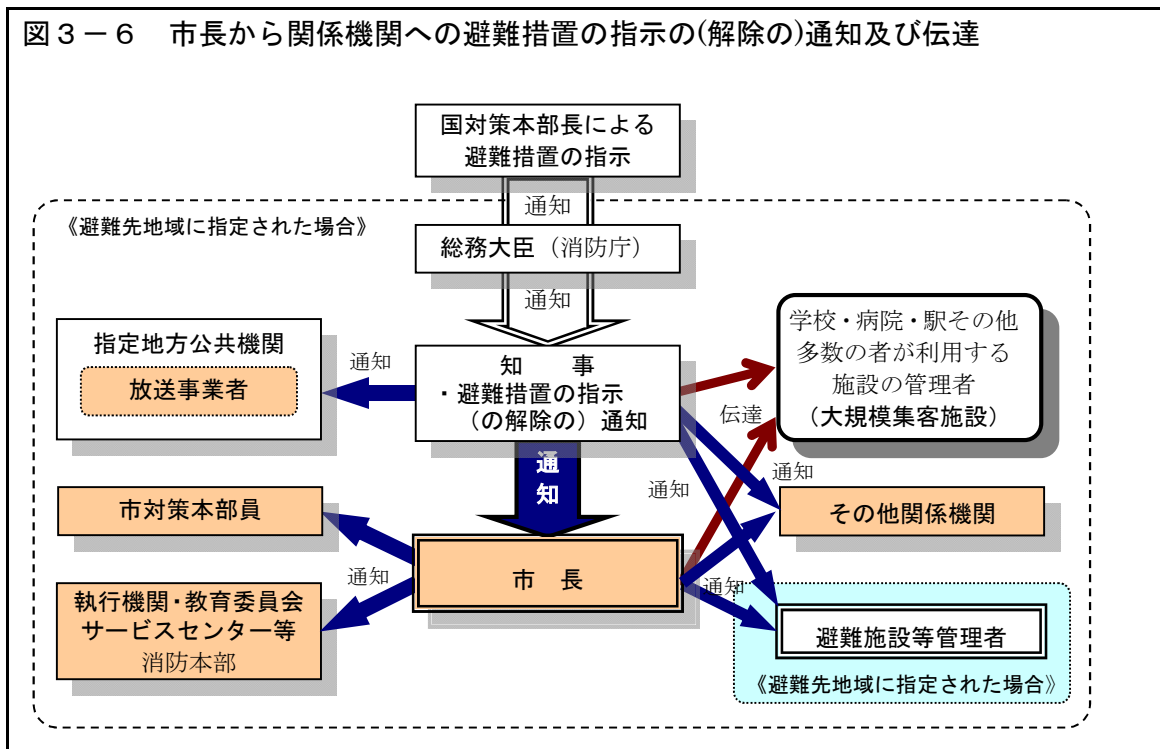 図３－６　市長から関係機関への避難措置の指示の(解除の)通知及び伝達
国対策本部長による
避難措置の指示
通知
《避難先地域に指定された場合》
総務大臣（消防庁）
通知
指定地方公共機関
放送事業者
通知
知　　事
・避難措置の指示
（の解除の）通知
学校・病院・駅その他
多数の者が利用する
施設の管理者
（大規模集客施設）
伝達
通知
通知
通知
市対策本部員
その他関係機関
市　長
通知
通知
執行機関・教育委員会
サービスセンター等
消防本部
避難施設等管理者
《避難先地域に指定された場合》